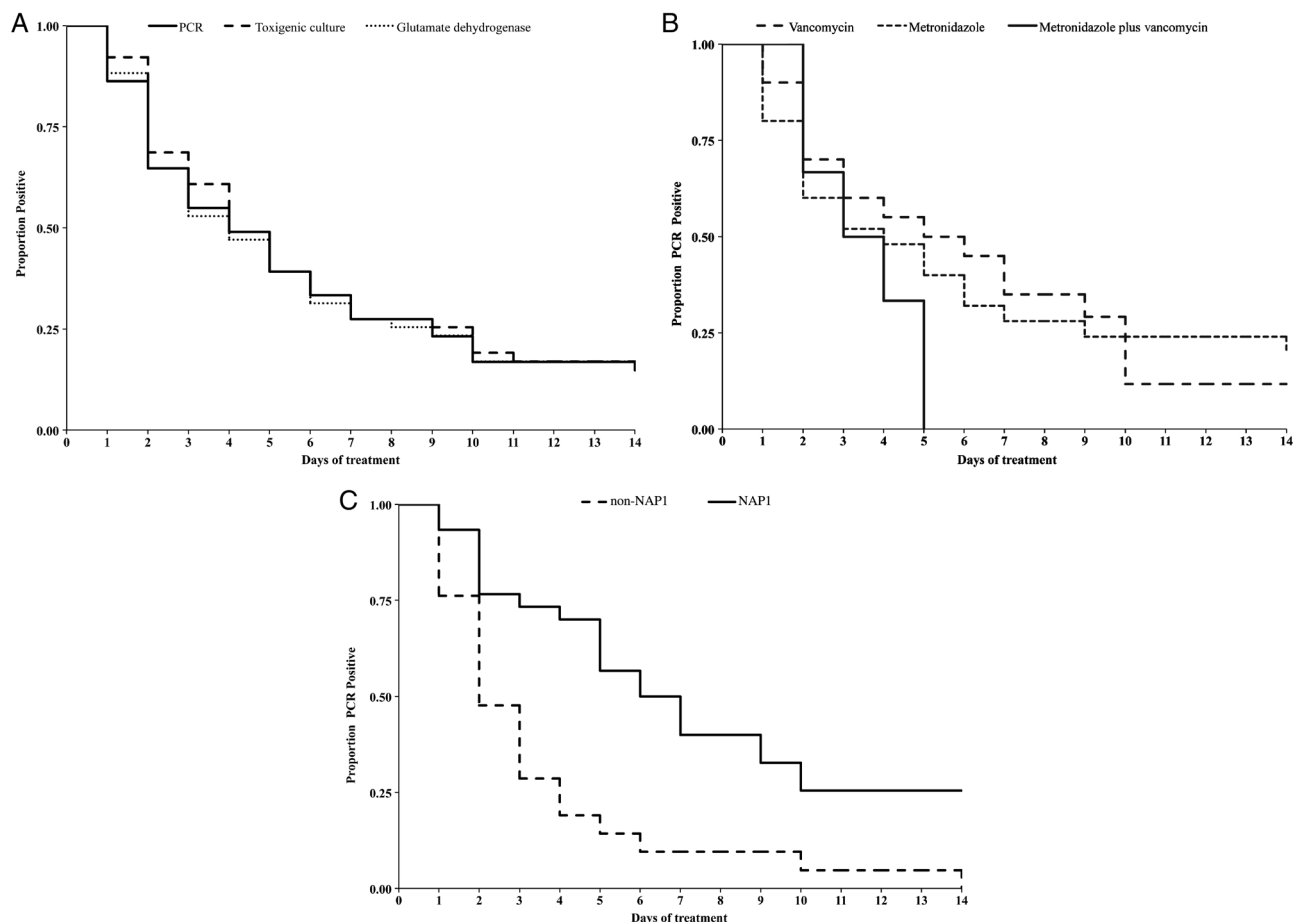 A
PCR Toxigenic culture Glutamate dehydrogenase
1.00
0.75
0.50
0.25
0.00
Proportion Positive
0 1 2 3 4 5 6 7 8 9 10 11 12 13 14
Days of treatment
B
Vancomycin Metronidazole Metronidazole plus vancomycin
1.00
0.75
0.50
0.25
0.00
Proportion PCR Positive
0 1 2 3 4 5 6 7 8 9 10 11 12 13 14
Days of treatment
C
non-NAP1 NAP1
1.00
0.75
0.50
0.25
0.00
Proportion PCR Positive
0 1 2 3 4 5 6 7 8 9 10 11 12 13 14
Days of treatment